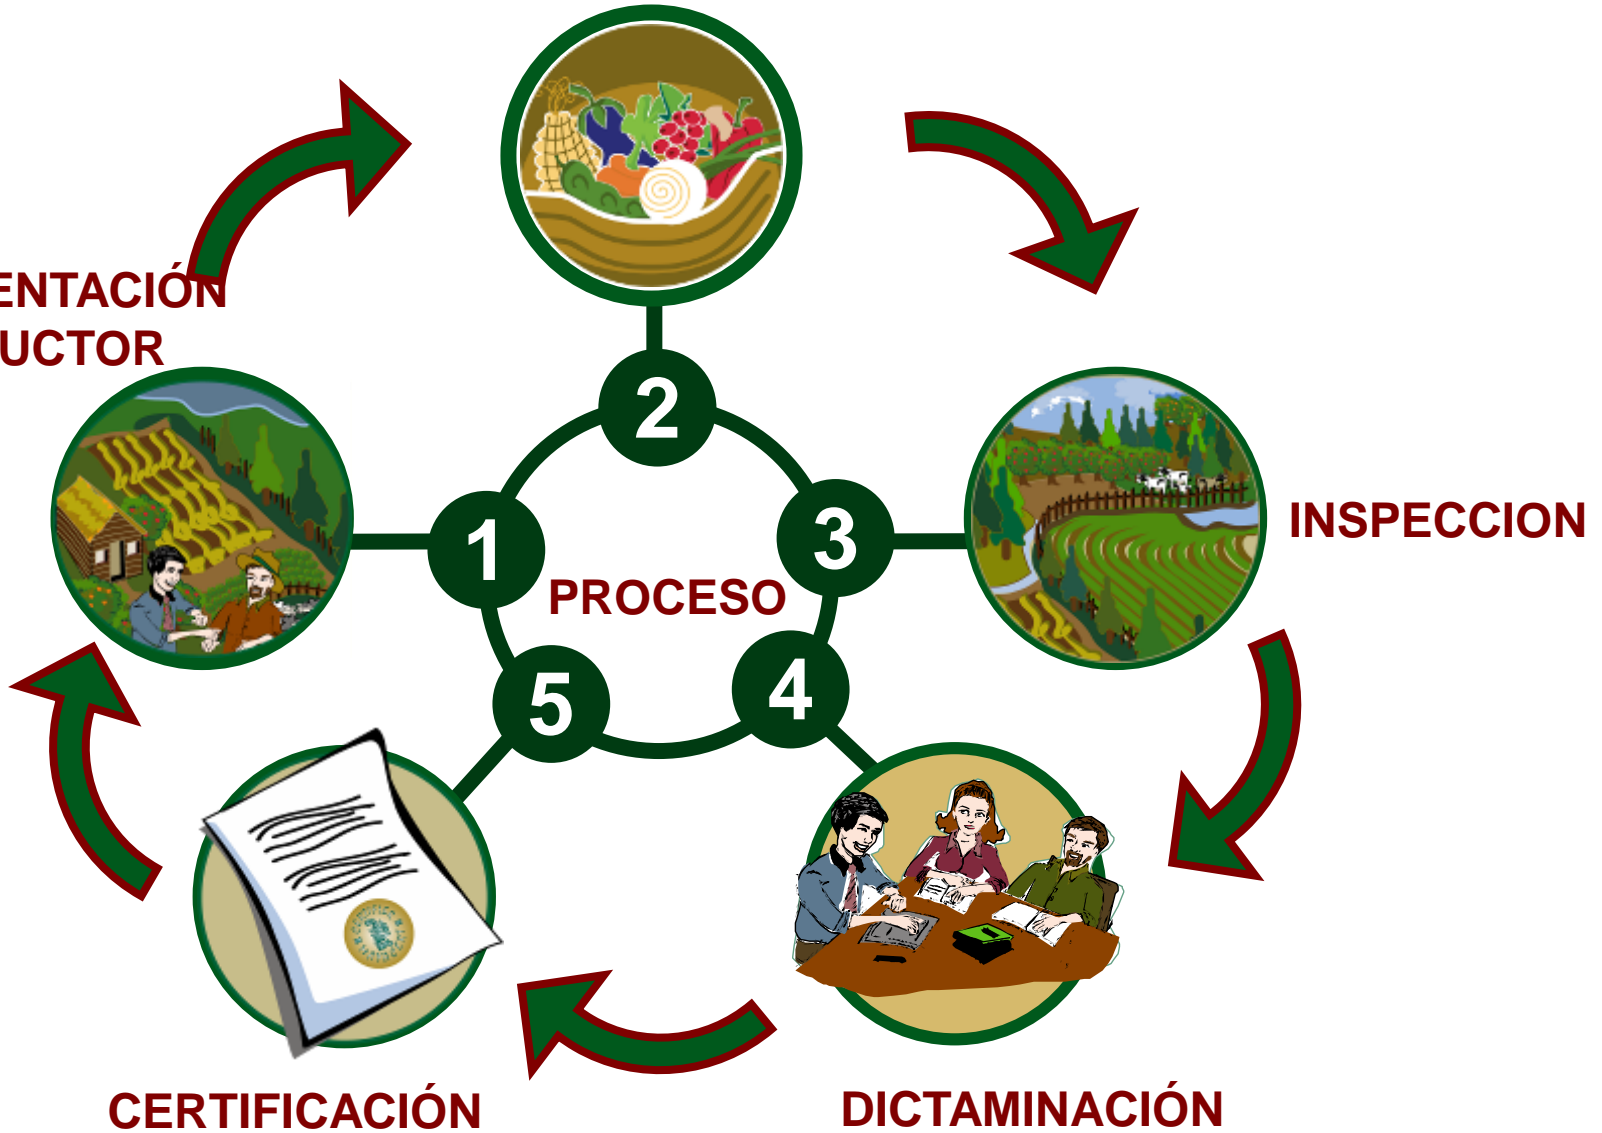 ENTACIÓN
UCTOR
2
1
3
INSPECCION
PROCESO
5
4
CERTIFICACIÓN
DICTAMINACIÓN